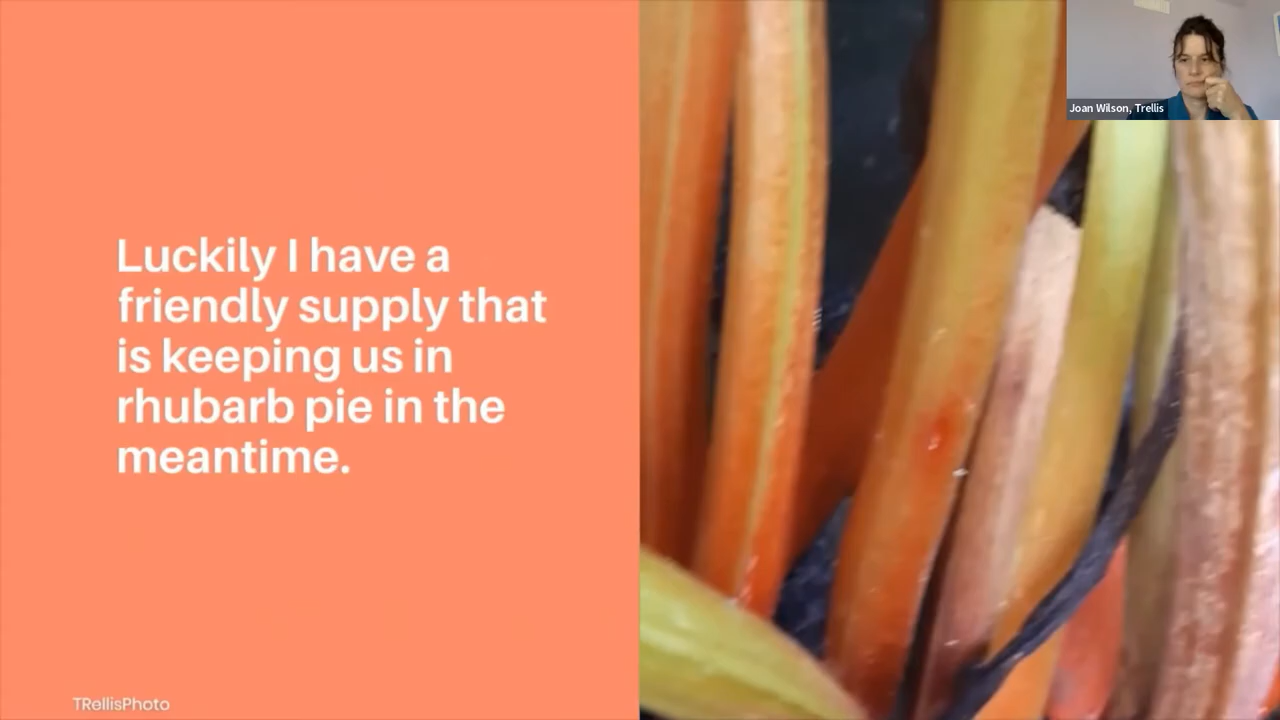 Luckily I have a
friendly supply that
is keeping us in
rhubarb pie in the
meantime.
TRellisPhoto
Joan Wilson, Trellis